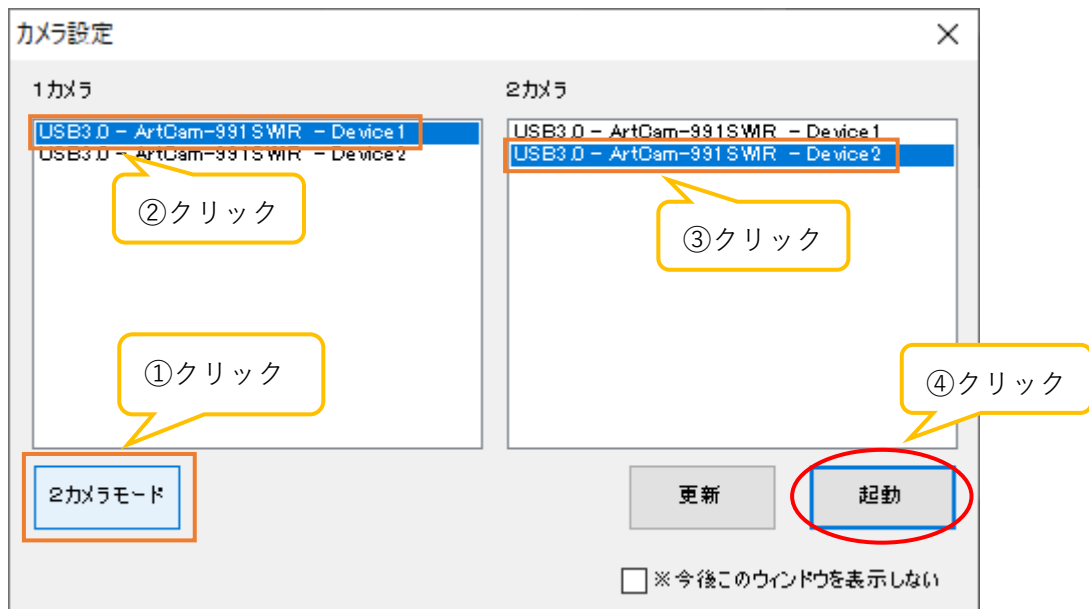 カメラ設定
1カメラ
2カメラ
USB3.0 - ArtCam-991SWIR - Device1
USB3.0 - ArtCam-991SWIR - Device2
USB3.0 - ArtCam-991SWIR - Device1
USB3.0 - ArtCam-991SWIR - Device2
②クリック
③クリック
①クリック
④クリック
2カメラモード
更新
起動
※今後このウィンドウを表示しない